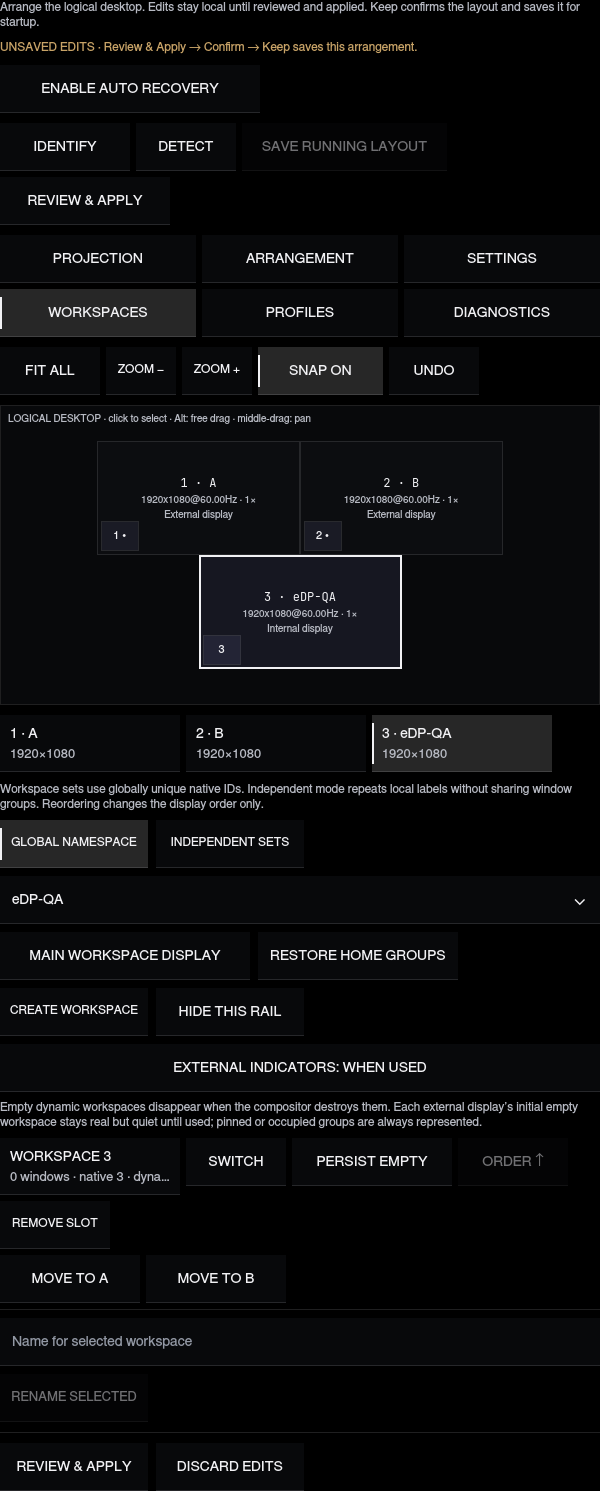 Arrange the logical desktop. Edits stay local until reviewed and applied. Keep confirms the layout and saves it for
startup.
UNSAVED EDITS · Review & Apply → Confirm → Keep saves this arrangement.
ENABLE AUTO RECOVERY
IDENTIFY DETECT SAVE RUNNING LAYOUT
REVIEW & APPLY
PROJECTION ARRANGEMENT SETTINGS
WORKSPACES PROFILES DIAGNOSTICS
FIT ALL ZOOM − ZOOM + SNAP ON UNDO
LOGICAL DESKTOP · click to select · Alt: free drag · middle-drag: pan
1 · A 2 · B
1920x1080@60.00Hz · 1× 1920x1080@60.00Hz · 1×
External display External display
1 • 2 •
3 · eDP-QA
1920x1080@60.00Hz · 1×
Internal display
3
1 · A 2 · B 3 · eDP-QA
1920×1080 1920×1080 1920×1080
Workspace sets use globally unique native IDs. Independent mode repeats local labels without sharing window
groups. Reordering changes the display order only.
GLOBAL NAMESPACE INDEPENDENT SETS
eDP-QA
MAIN WORKSPACE DISPLAY RESTORE HOME GROUPS
CREATE WORKSPACE HIDE THIS RAIL
EXTERNAL INDICATORS: WHEN USED
Empty dynamic workspaces disappear when the compositor destroys them. Each external display’s initial empty
workspace stays real but quiet until used; pinned or occupied groups are always represented.
WORKSPACE 3 SWITCH PERSIST EMPTY ORDER ↑
0 windows · native 3 · dyna…
REMOVE SLOT
MOVE TO A MOVE TO B
Name for selected workspace
RENAME SELECTED
REVIEW & APPLY DISCARD EDITS